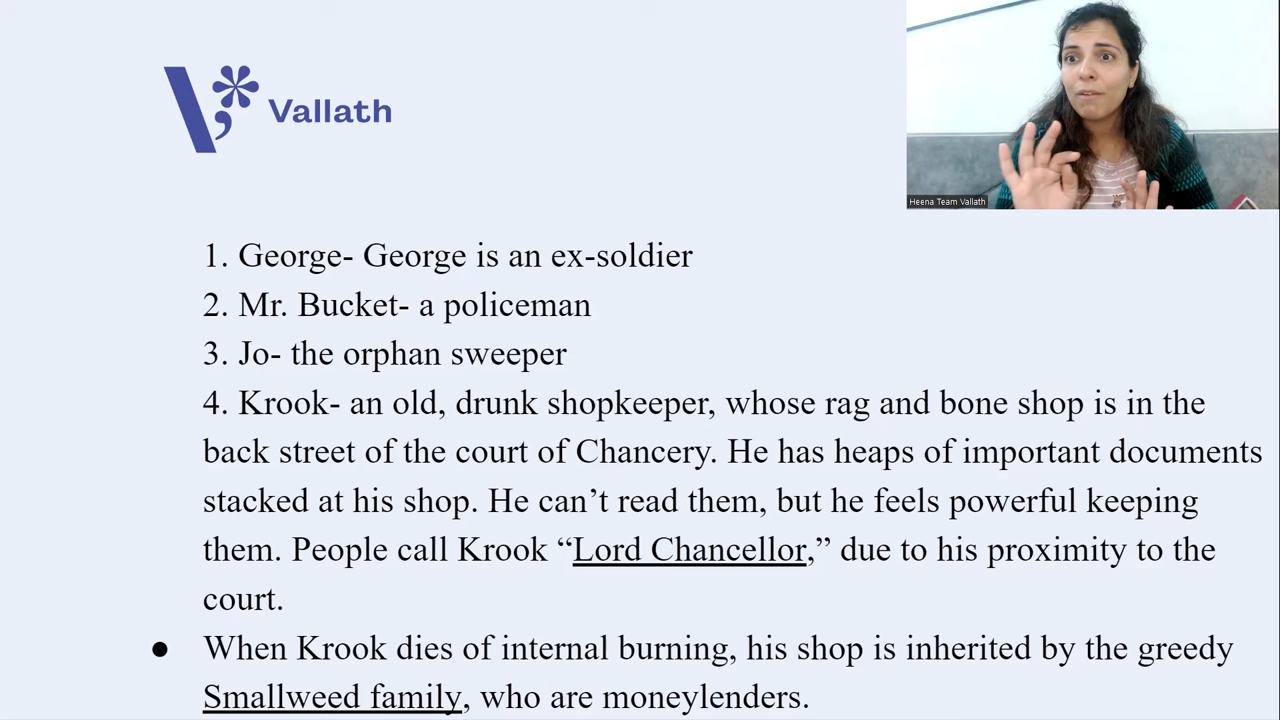 Vallath
Heena Team Vallath
1. George- George is an ex-soldier
2. Mr. Bucket- a policeman
3. Jo- the orphan sweeper
4. Krook- an old, drunk shopkeeper, whose rag and bone shop is in the
back street of the court of Chancery. He has heaps of important documents
stacked at his shop. He can’t read them, but he feels powerful keeping
them. People call Krook “Lord Chancellor,” due to his proximity to the
court.
● When Krook dies of internal burning, his shop is inherited by the greedy
Smallweed family, who are moneylenders.